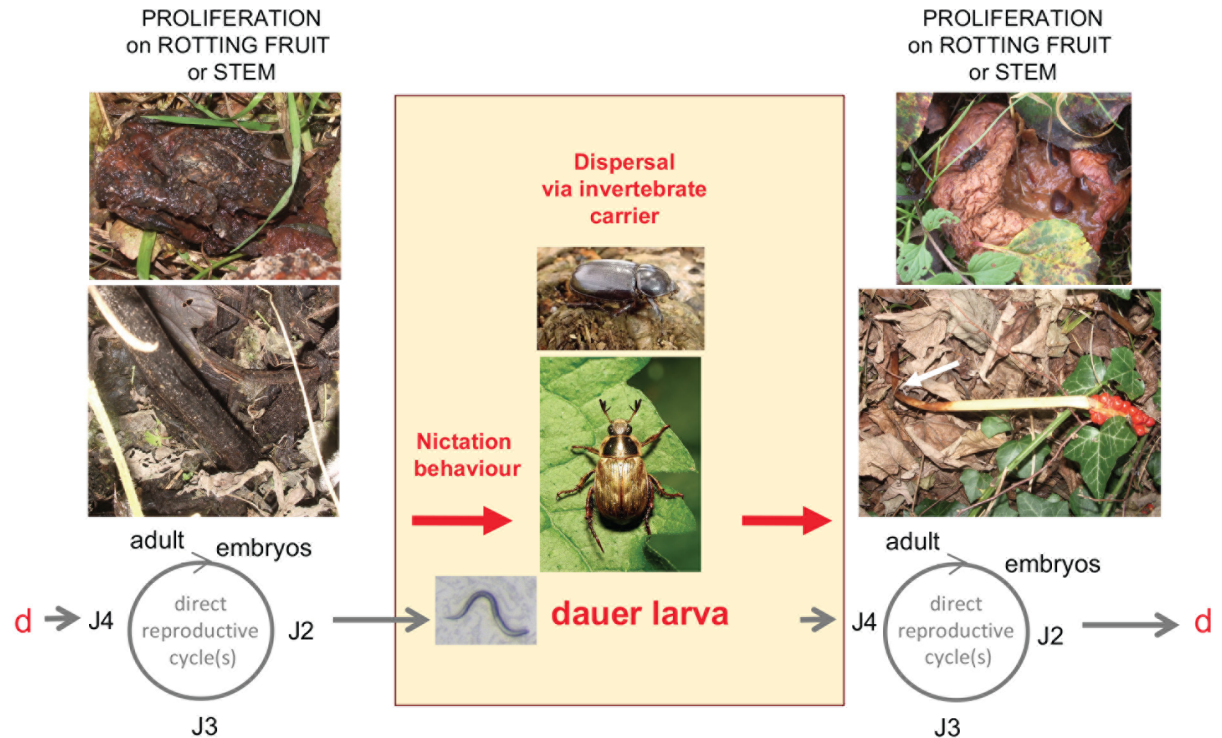 PROLIFERATION
on ROTTING FRUIT
or STEM
PROLIFERATION
on ROTTING FRUIT
or STEM
Dispersal
via invertebrate
carrier
Nictation
behaviour
adult
embryos
d
J4
direct
reproductive
cycle(s)
J2
J3
dauer larva
adult
embryos
J4
direct
reproductive
cycle(s)
J2
d
J3